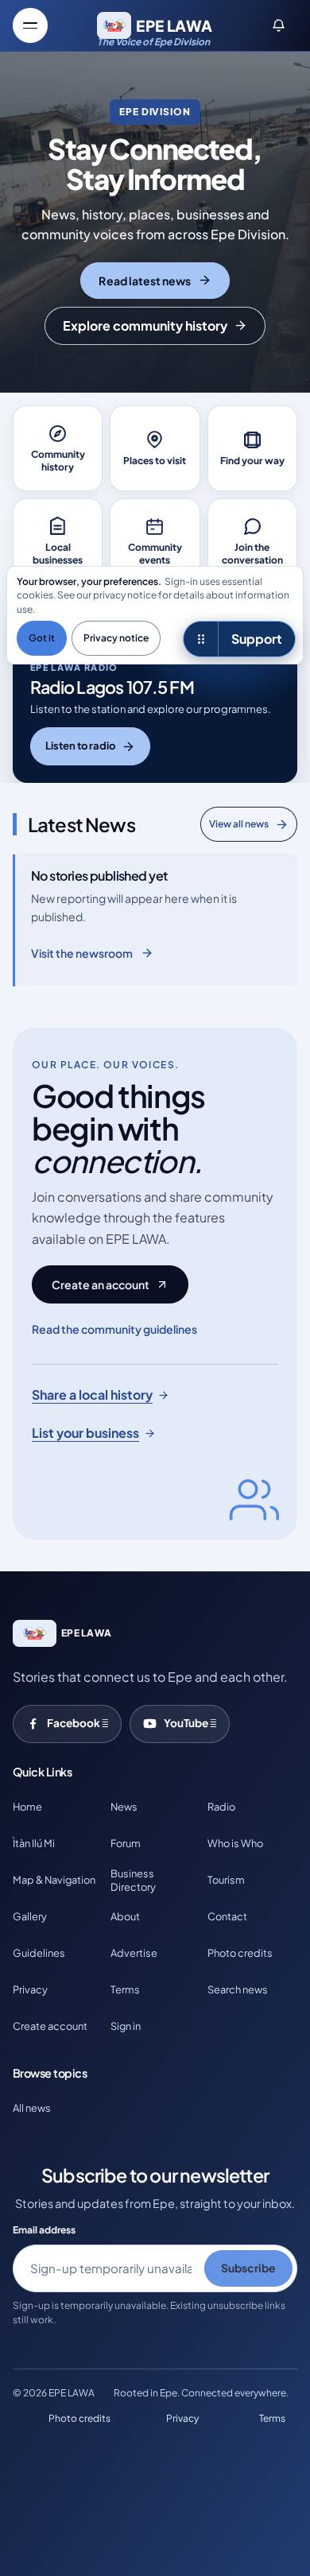 EPE LAWA
The Voice of Epe Division
EPE DIVISION
Stay Connected,
Stay Informed
News, history, places, businesses and
community voices from across Epe Division.
Read latest news
Explore community history
Community
history
Places to visit
Find your way
Local
businesses
Community
events
Join the
conversation
Your browser, your preferences. Sign-in uses essential
cookies. See our privacy notice for details about information
use.
Got it
Privacy notice
Support
EPE LAWA RADIO
Radio Lagos 107.5 FM
Listen to the station and explore our programmes.
Listen to radio
Latest News
View all news
No stories published yet
New reporting will appear here when it is
published.
Visit the newsroom
OUR PLACE. OUR VOICES.
Good things
begin with
connection.
Join conversations and share community
knowledge through the features
available on EPE LAWA.
Create an account
Read the community guidelines
Share a local history
List your business
EPE LAWA
Stories that connect us to Epe and each other.
Facebook
YouTube
Quick Links
Home
News
Radio
Ìtàn Ilú Mi
Forum
Who is Who
Map & Navigation
Business
Directory
Tourism
Gallery
About
Contact
Guidelines
Advertise
Photo credits
Privacy
Terms
Search news
Create account
Sign in
Browse topics
All news
Subscribe to our newsletter
Stories and updates from Epe, straight to your inbox.
Email address
Sign-up temporarily unavaila
Subscribe
Sign-up is temporarily unavailable. Existing unsubscribe links
still work.
© 2026 EPE LAWA
Rooted in Epe. Connected everywhere.
Photo credits
Privacy
Terms